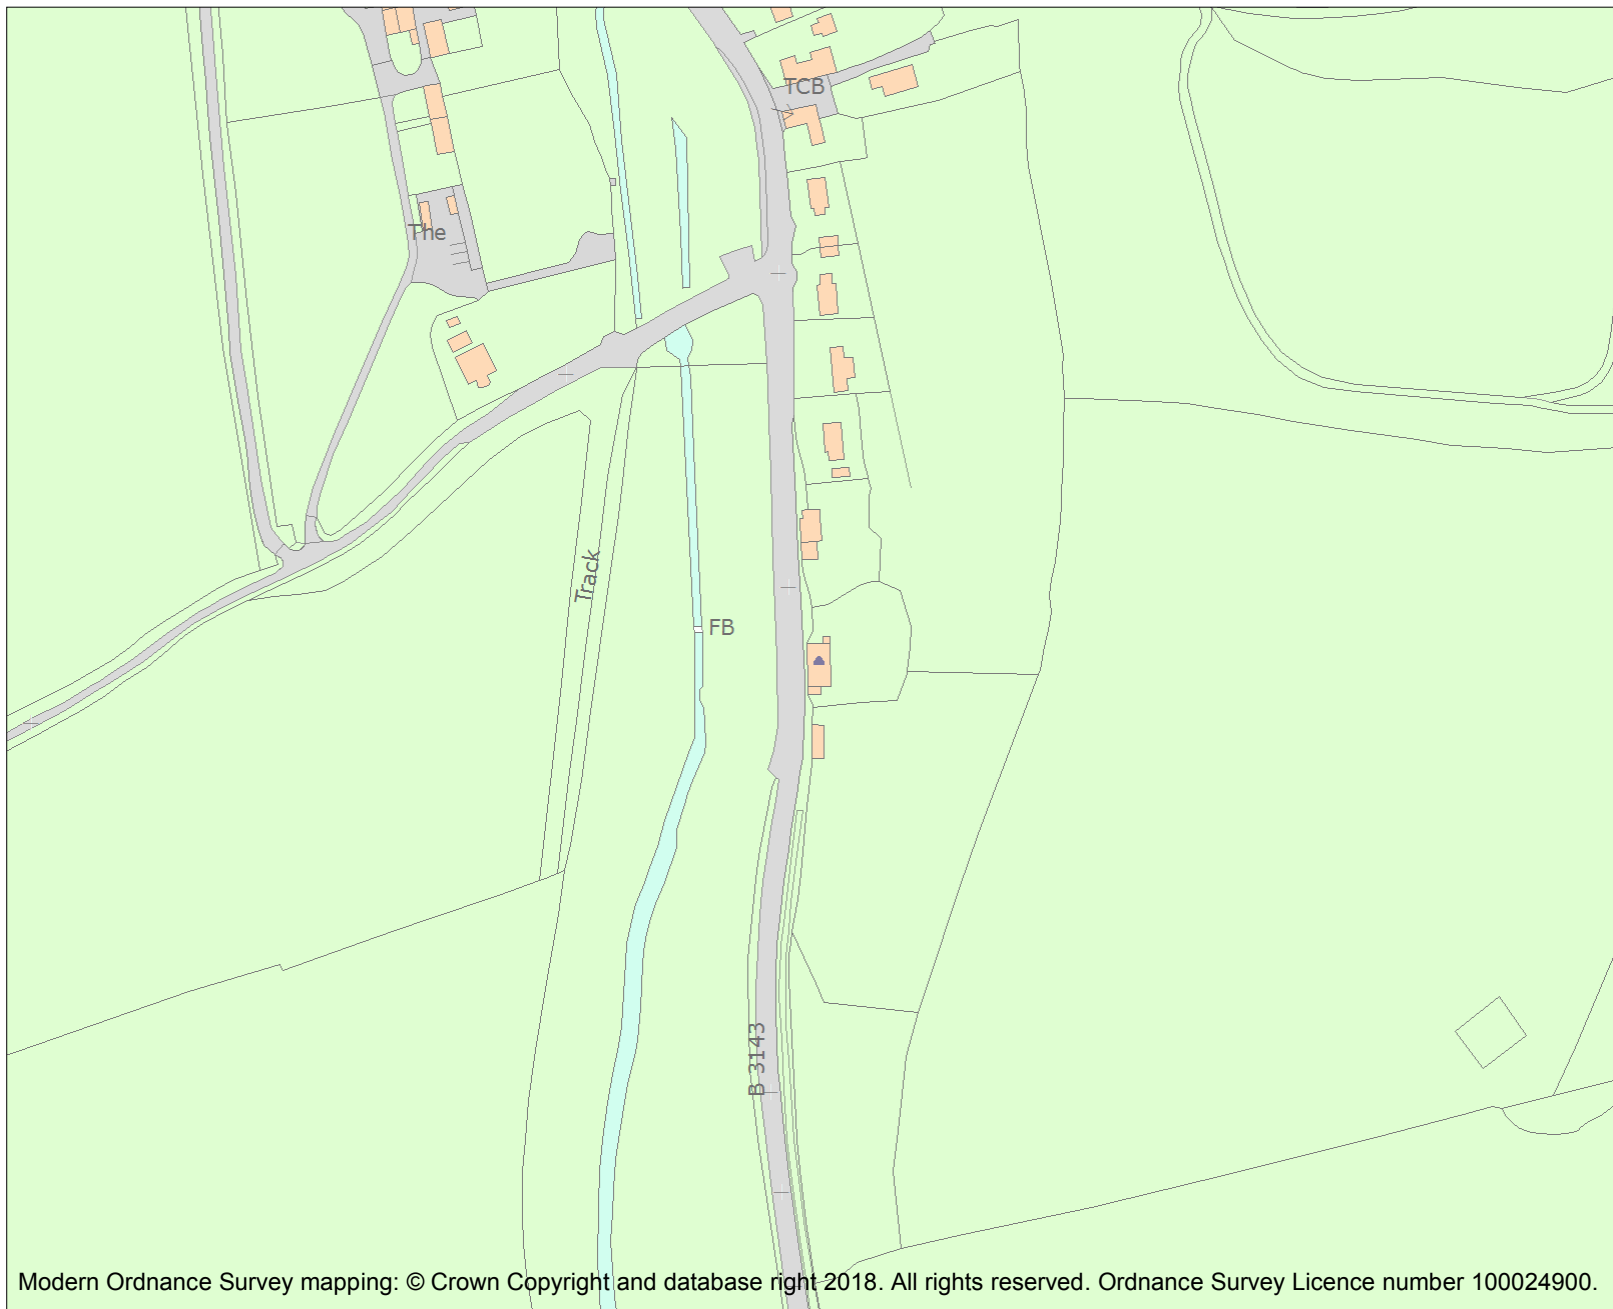 TCB
The
Track
FB
B 3143
Modern Ordnance Survey mapping: © Crown Copyright and database right 2018. All rights reserved. Ordnance Survey Licence number 100024900.